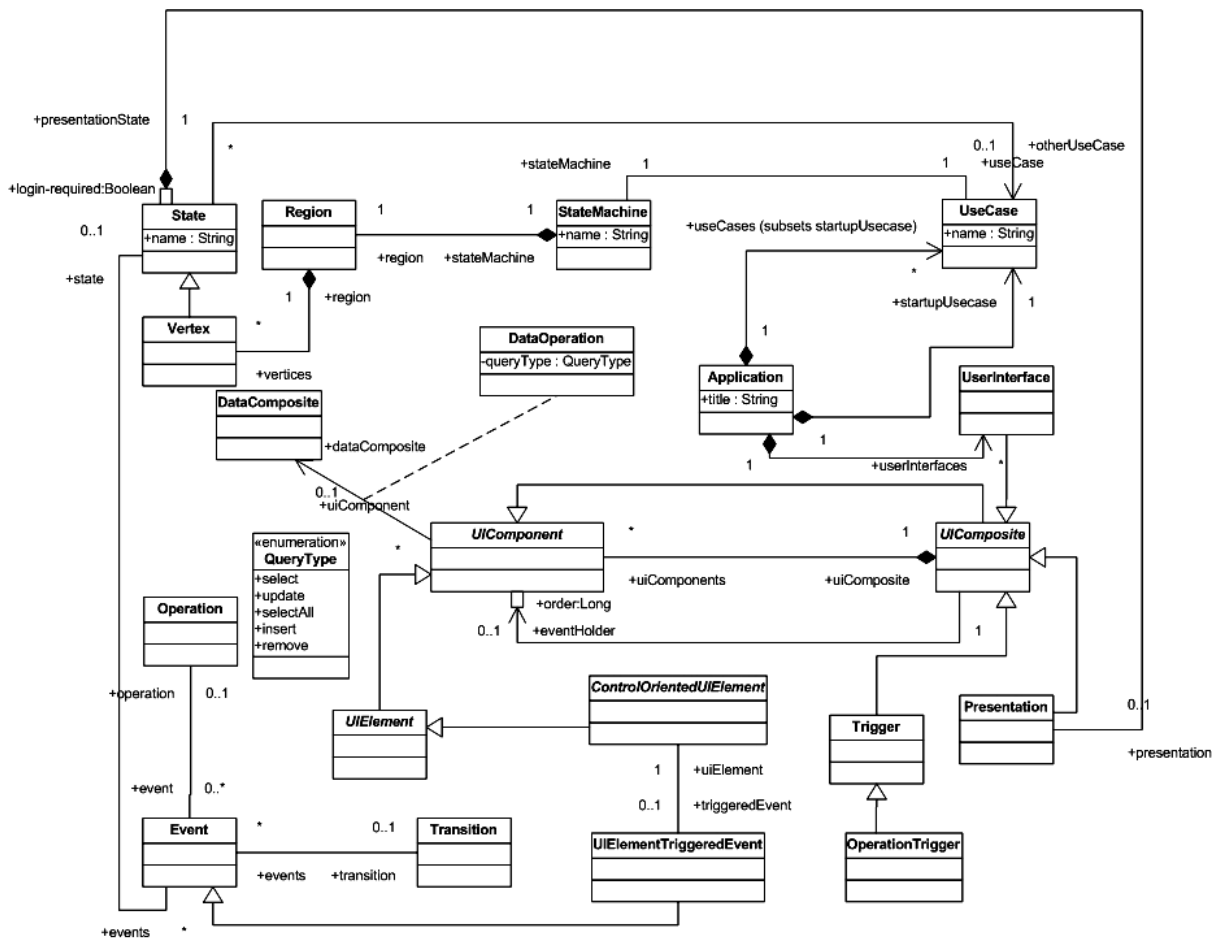 +presentationState
1
*
+stateMachine
1
1
0..1
+otherUseCase
+useCase
+login-required:Boolean
State
+name : String
0..1
+state
Region
1
1
+region
+stateMachine
StateMachine
+name : String
+useCases (subsets startupUsecase)
*
UseCase
+name : String
+startupUsecase
1
1
+region
Vertex
*
+vertices
DataOperation
-queryType : QueryType
1
Application
+title : String
1
1
+userInterfaces
*
UserInterface
DataComposite
+dataComposite
0..1
+uiComponent
*
UIComponent
*
1
+uiComponents
+uiComposite
UIComposite
+order:Long
0..1
+eventHolder
1
«enumeration»
QueryType
+select
+update
+selectAll
+insert
+remove
Operation
+operation
0..1
UIElement
ControlOrientedUIElement
Trigger
Presentation
0..1
+presentation
1
+uiElement
0..1
+triggeredEvent
+event
0..*
Event
*
0..1
+events
+transition
Transition
UIElementTriggeredEvent
OperationTrigger
+events
*